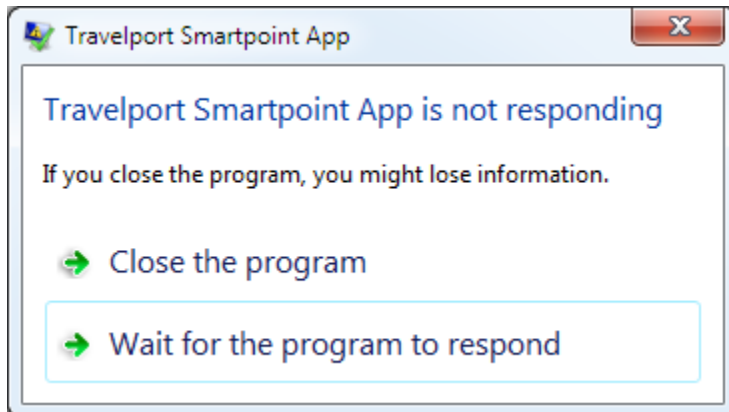 Travelport Smartpoint App
Travelport Smartpoint App is not responding
If you close the program, you might lose information.
Close the program
Wait for the program to respond